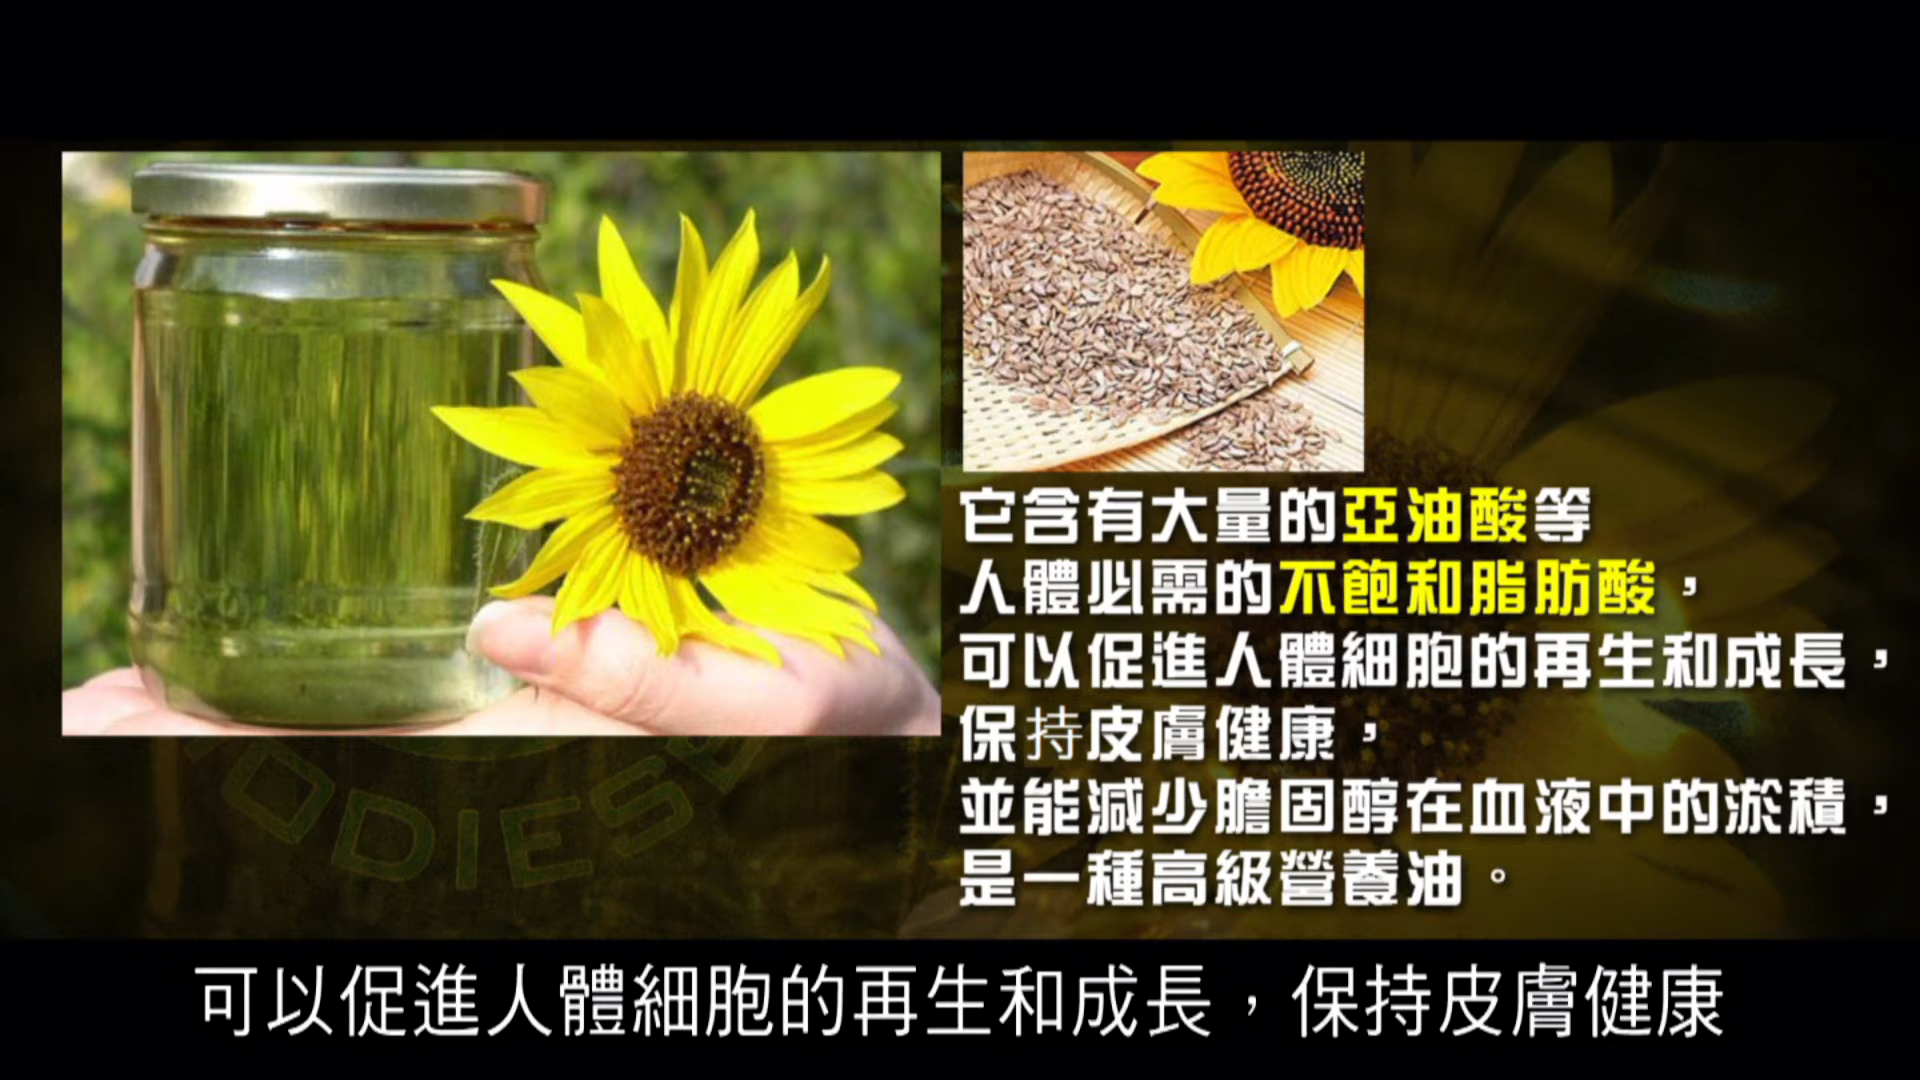 它含有大量的亞油酸等
人體必需的不飽和脂肪酸，
可以促進人體細胞的再生和成長，
保持皮膚健康，
並能減少膽固醇在血液中的淤積，
是一種高級營養油。
可以促進人體細胞的再生和成長，保持皮膚健康